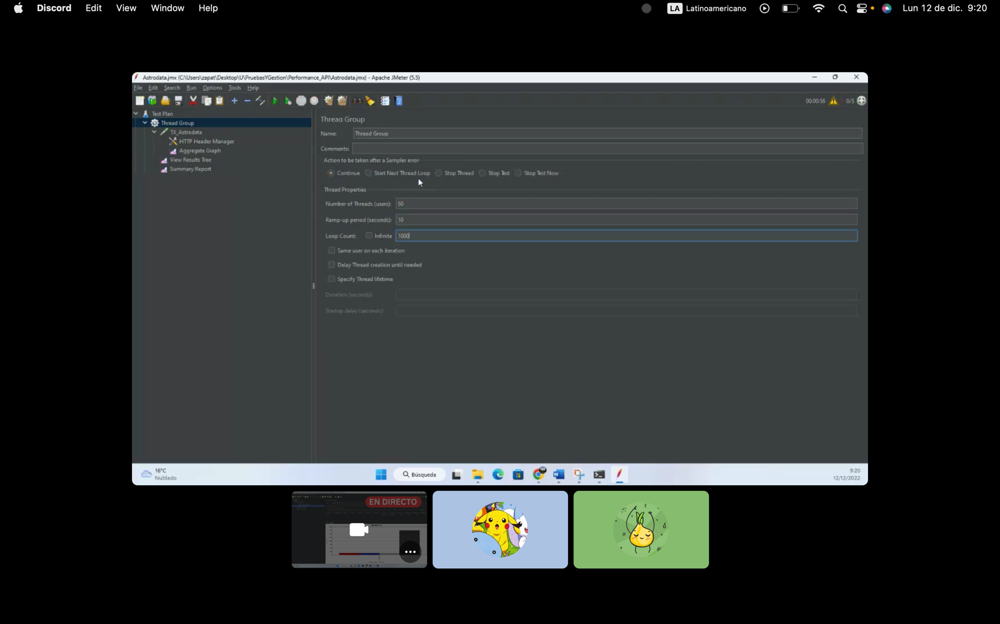 Discord Edit View Window Help LA Latinoamericano Lun 12 de dic. 9:20
Astrodata.jmx (C:\Users\zapat\Desktop\U\PruebasYGestion\Performance_API\Astrodata.jmx) - Apache JMeter (5.5)
File Edit Search Run Options Tools Help
00:00:56 1 0/5
Test Plan
Thread Group
TX_Astrodata
HTTP Header Manager
Aggregate Graph
View Results Tree
Summary Report
Thread Group
Name: Thread Group
Comments:
Action to be taken after a Sampler error
Continue Start Next Thread Loop Stop Thread Stop Test Stop Test Now
Thread Properties
Number of Threads (users): 50
Ramp-up period (seconds): 10
Loop Count: Infinite 1000
Same user on each iteration
Delay Thread creation until needed
Specify Thread lifetime
Duration (seconds):
Startup delay (seconds):
16°C
Nublado
Búsqueda
9:20
12/12/2022
EN DIRECTO